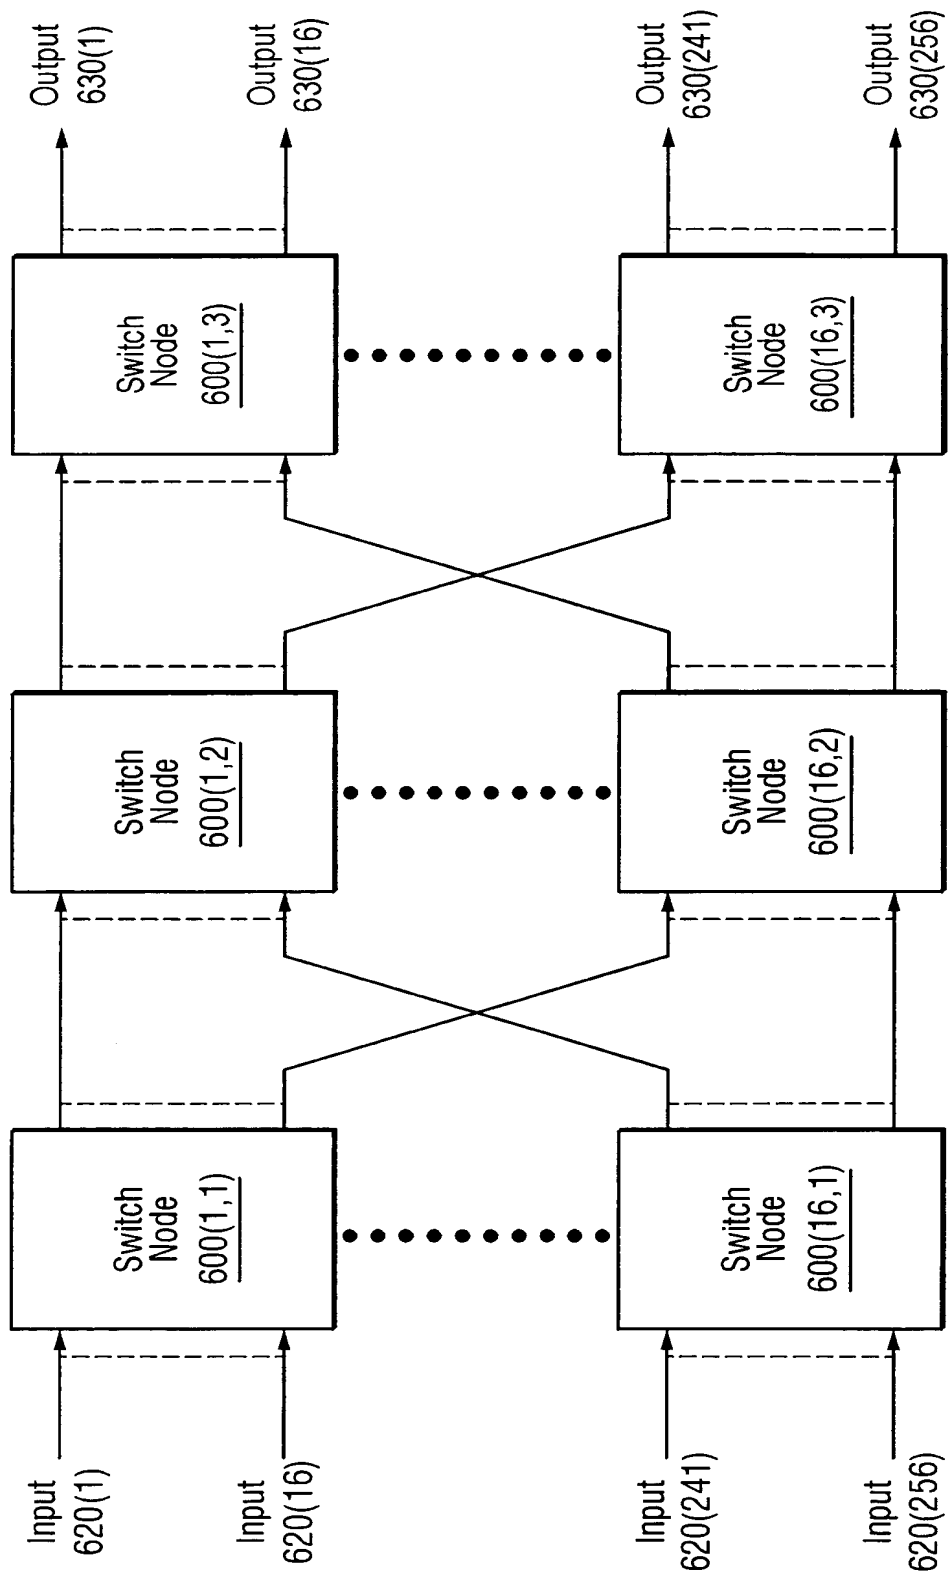 Input
620(1)
Input
620(16)
Input
620(241)
Input
620(256)
Switch
Node
600(1,1)
Switch
Node
600(16,1)
Switch
Node
600(1,2)
Switch
Node
600(16,2)
Switch
Node
600(1,3)
Switch
Node
600(16,3)
Output
630(1)
Output
630(16)
Output
630(241)
Output
630(256)